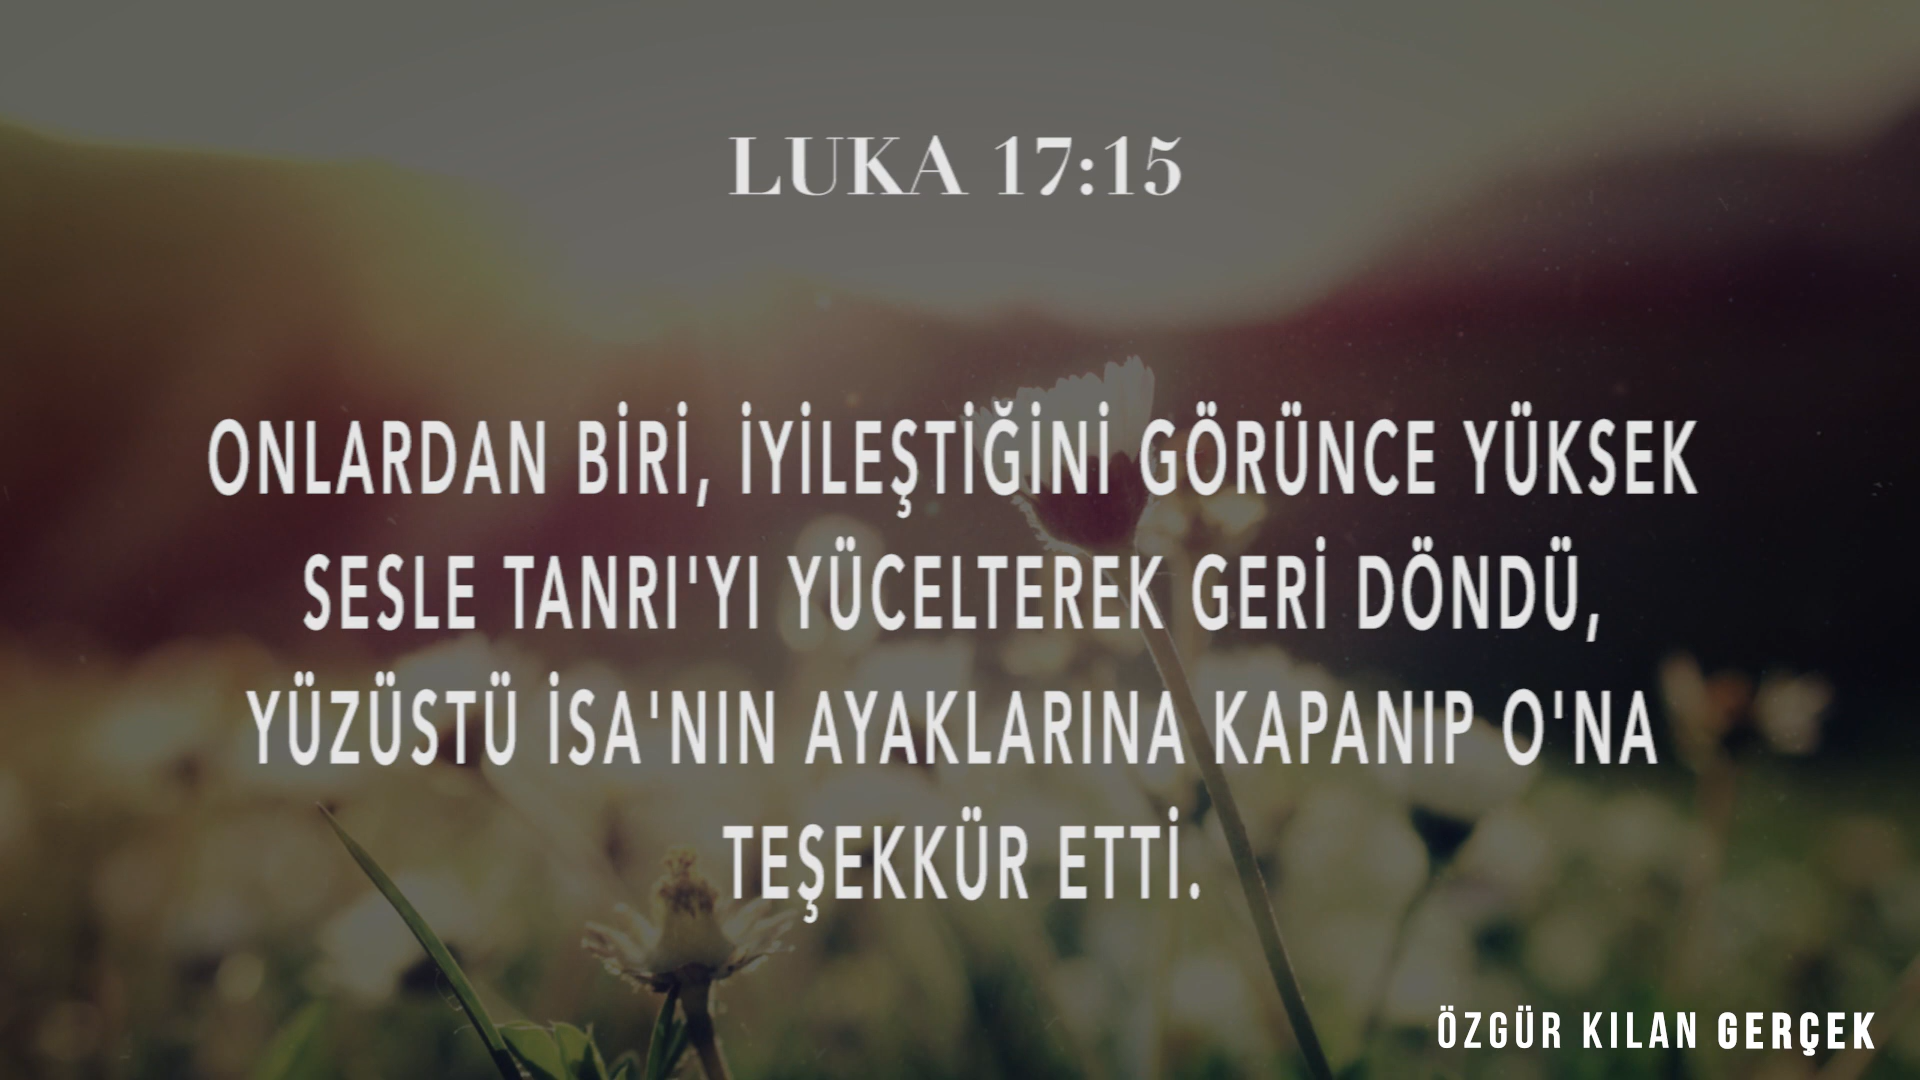 LUKA 17:15
ONLARDAN BİRİ, İYİLEŞTİĞİNİ GÖRÜNCE YÜKSEK
SESLE TANRI'YI YÜCELTEREK GERİ DÖNDÜ,
YÜZÜSTÜ İSA'NIN AYAKLARINA KAPANIP O'NA
TEŞEKKÜR ETTİ.
ÖZGÜR KILAN GERÇEK